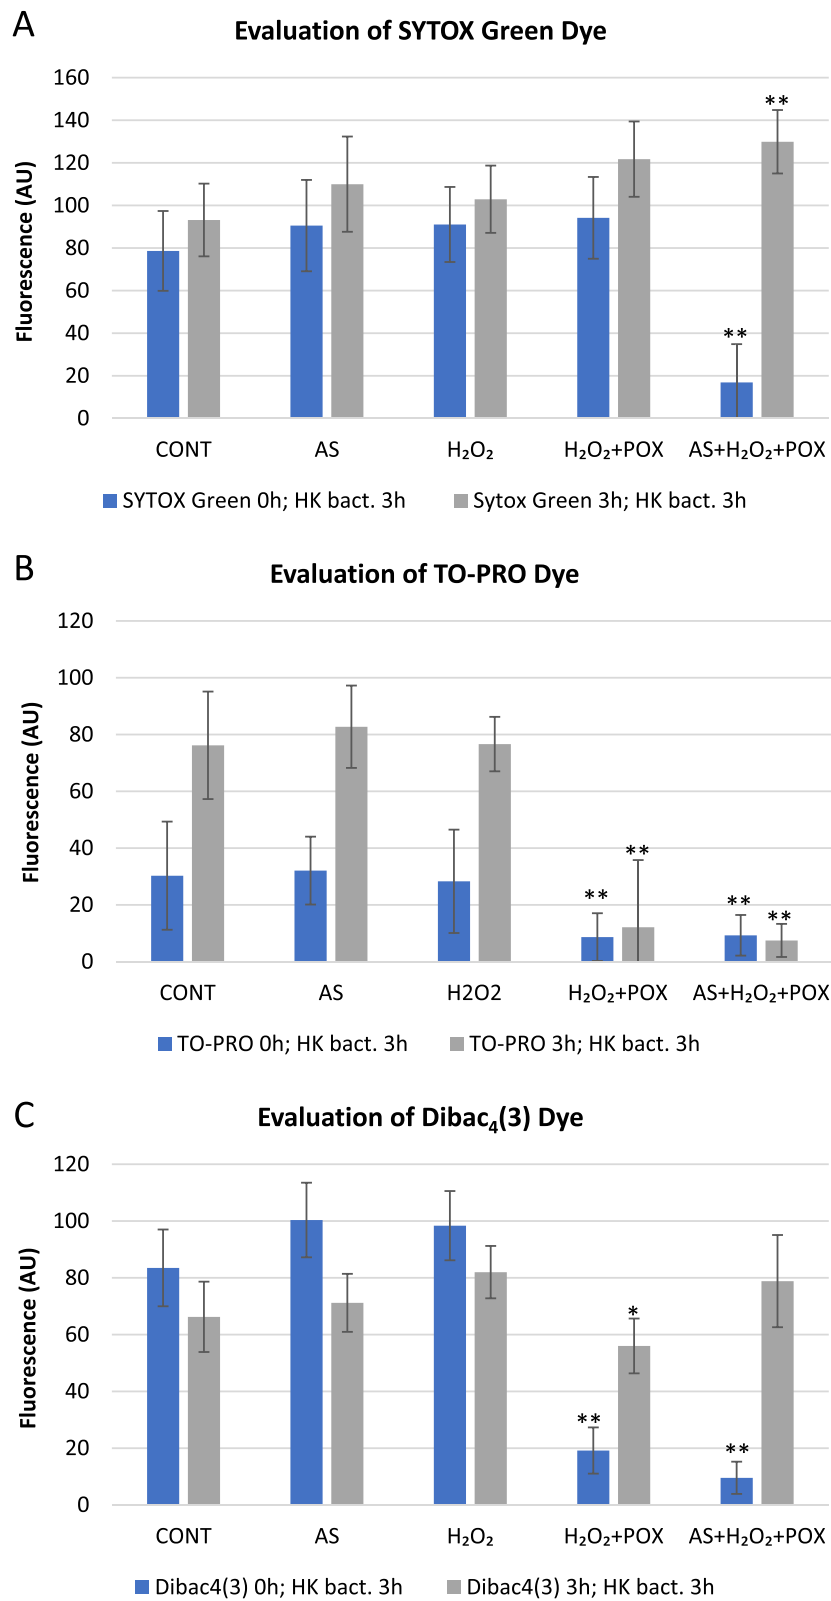 A
Evaluation of SYTOX Green Dye
Fluorescence (AU)
160
140
120
100
80
60
40
20
0
**
**
CONT
AS
H₂O₂
H₂O₂+POX
AS+H₂O₂+POX
SYTOX Green 0h; HK bact. 3h
Sytox Green 3h; HK bact. 3h
B
Evaluation of TO-PRO Dye
Fluorescence (AU)
120
100
80
60
40
20
0
**
**
**
**
CONT
AS
H2O2
H₂O₂+POX
AS+H₂O₂+POX
TO-PRO 0h; HK bact. 3h
TO-PRO 3h; HK bact. 3h
C
Evaluation of Dibac₄(3) Dye
Fluorescence (AU)
120
100
80
60
40
20
0
**
*
**
CONT
AS
H₂O₂
H₂O₂+POX
AS+H₂O₂+POX
Dibac4(3) 0h; HK bact. 3h
Dibac4(3) 3h; HK bact. 3h